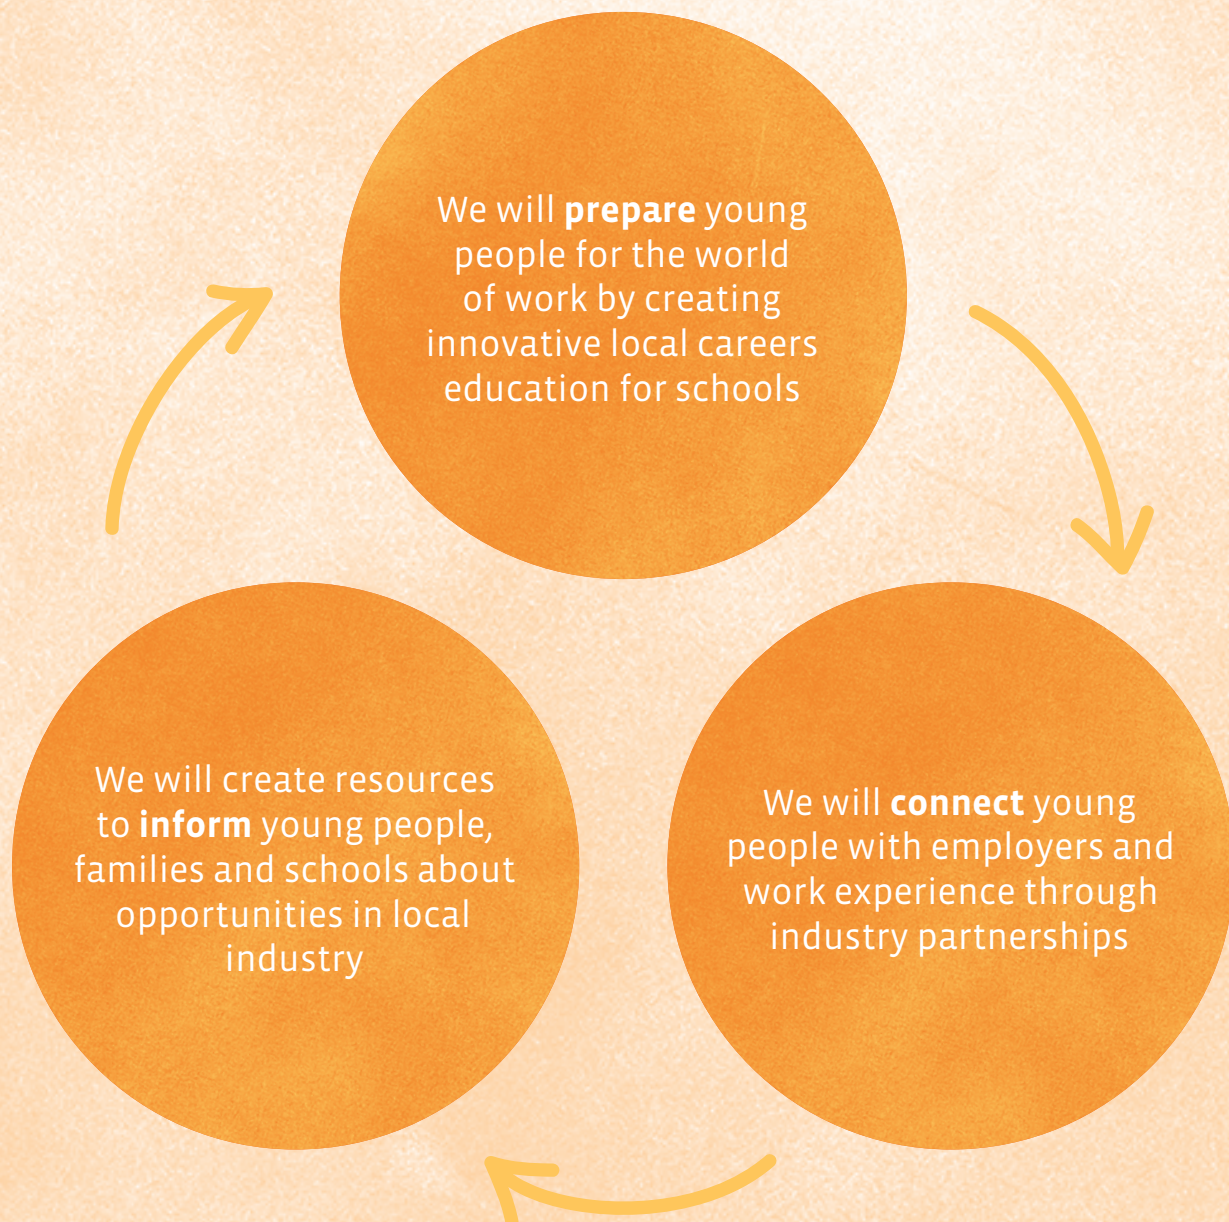 We will prepare young
people for the world
of work by creating
innovative local careers
education for schools
We will connect young
people with employers and
work experience through
industry partnerships
We will create resources
to inform young people,
families and schools about
opportunities in local
industry